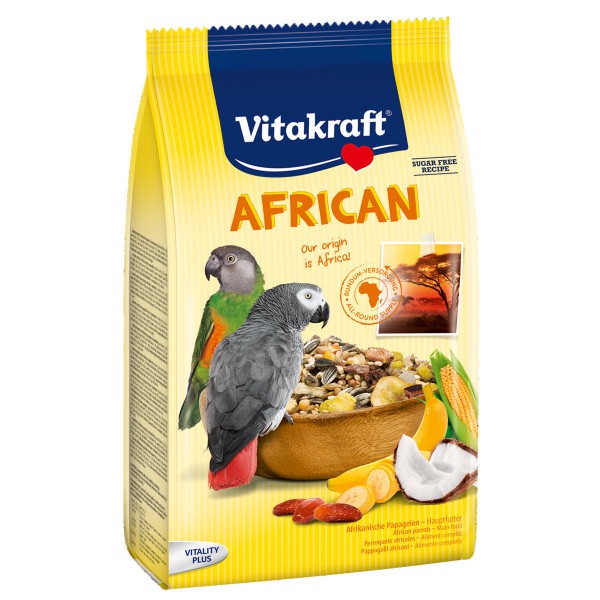 Vitakraft®
SUGAR FREE
RECIPE
AFRICAN
Our origin
is Africa!
RUNDUM-VERSORGUNG
ALL-ROUND SUPPLY
Afrikanische Papageien – Hauptfutter
African parrots – Main food
Perroquets africains – Aliment complet
Pappagalli africani – Alimento completo
VITALITY
PLUS